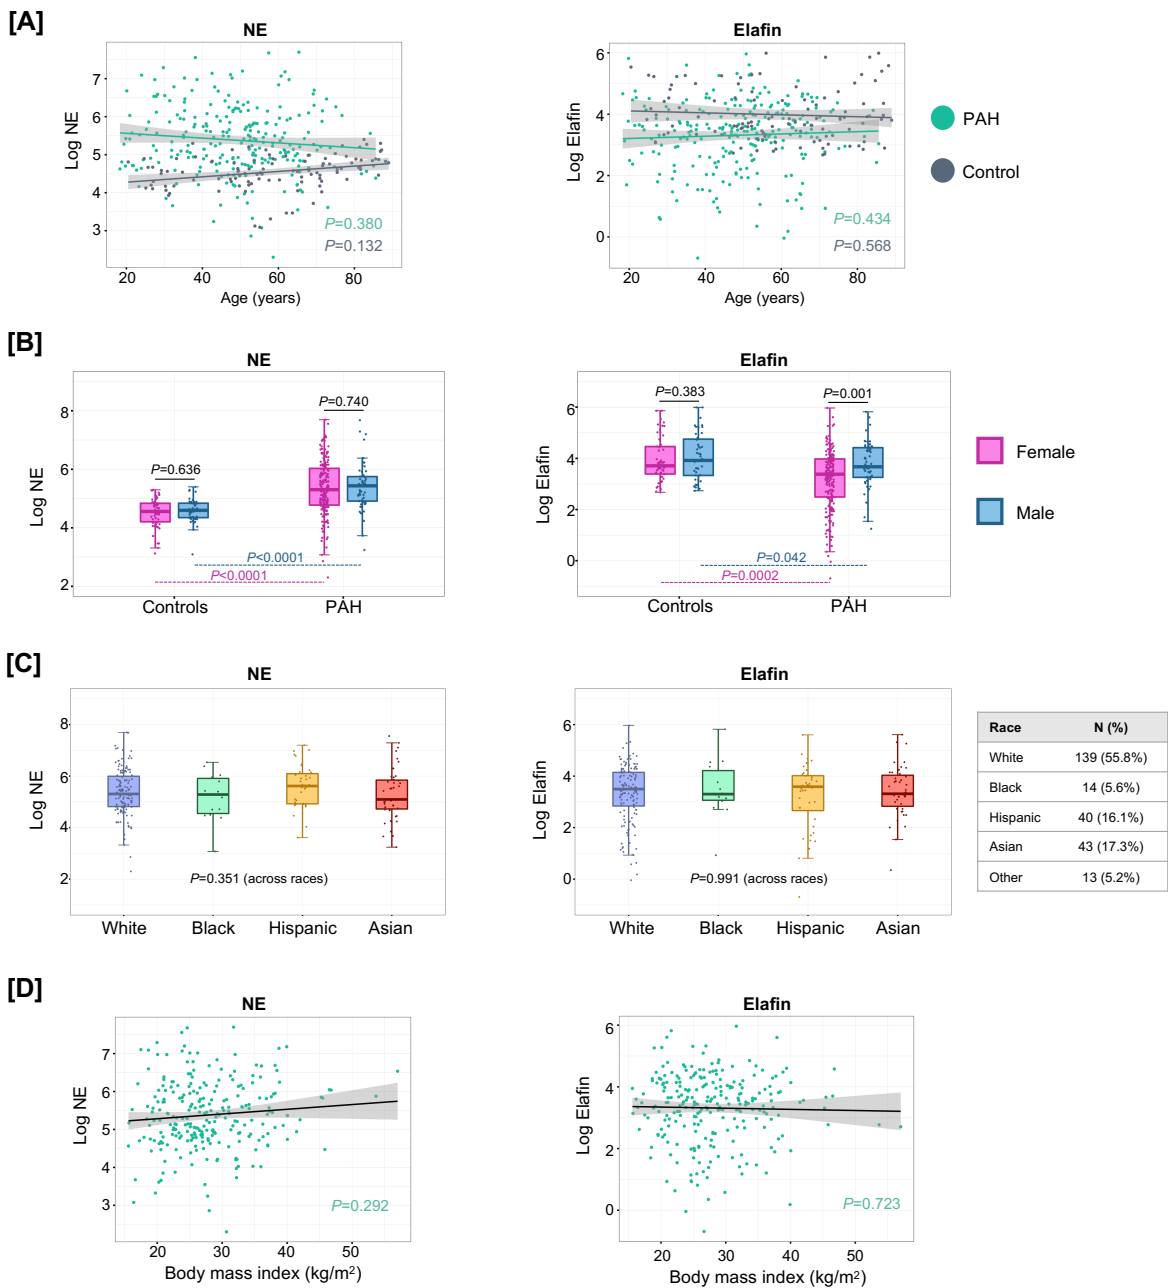 [A]
NE
Elafin
Log NE
7
6
5
4
3
20
40
60
80
Age (years)
P=0.380
P=0.132
Log Elafin
6
4
2
0
20
40
60
80
Age (years)
P=0.434
P=0.568
PAH
Control
[B]
NE
Elafin
Log NE
8
6
4
2
P=0.636
P=0.740
P<0.0001
P<0.0001
Controls
PAH
Log Elafin
6
4
2
0
P=0.383
P=0.001
P=0.042
P=0.0002
Controls
PAH
Female
Male
[C]
NE
Elafin
Log NE
8
6
4
2
P=0.351 (across races)
White
Black
Hispanic
Asian
Log Elafin
6
4
2
0
P=0.991 (across races)
White
Black
Hispanic
Asian
Race N (%)
White 139 (55.8%)
Black 14 (5.6%)
Hispanic 40 (16.1%)
Asian 43 (17.3%)
Other 13 (5.2%)
[D]
NE
Elafin
Log NE
7
6
5
4
3
P=0.292
20
30
40
50
Body mass index (kg/m²)
Log Elafin
6
4
2
0
P=0.723
20
30
40
50
Body mass index (kg/m²)